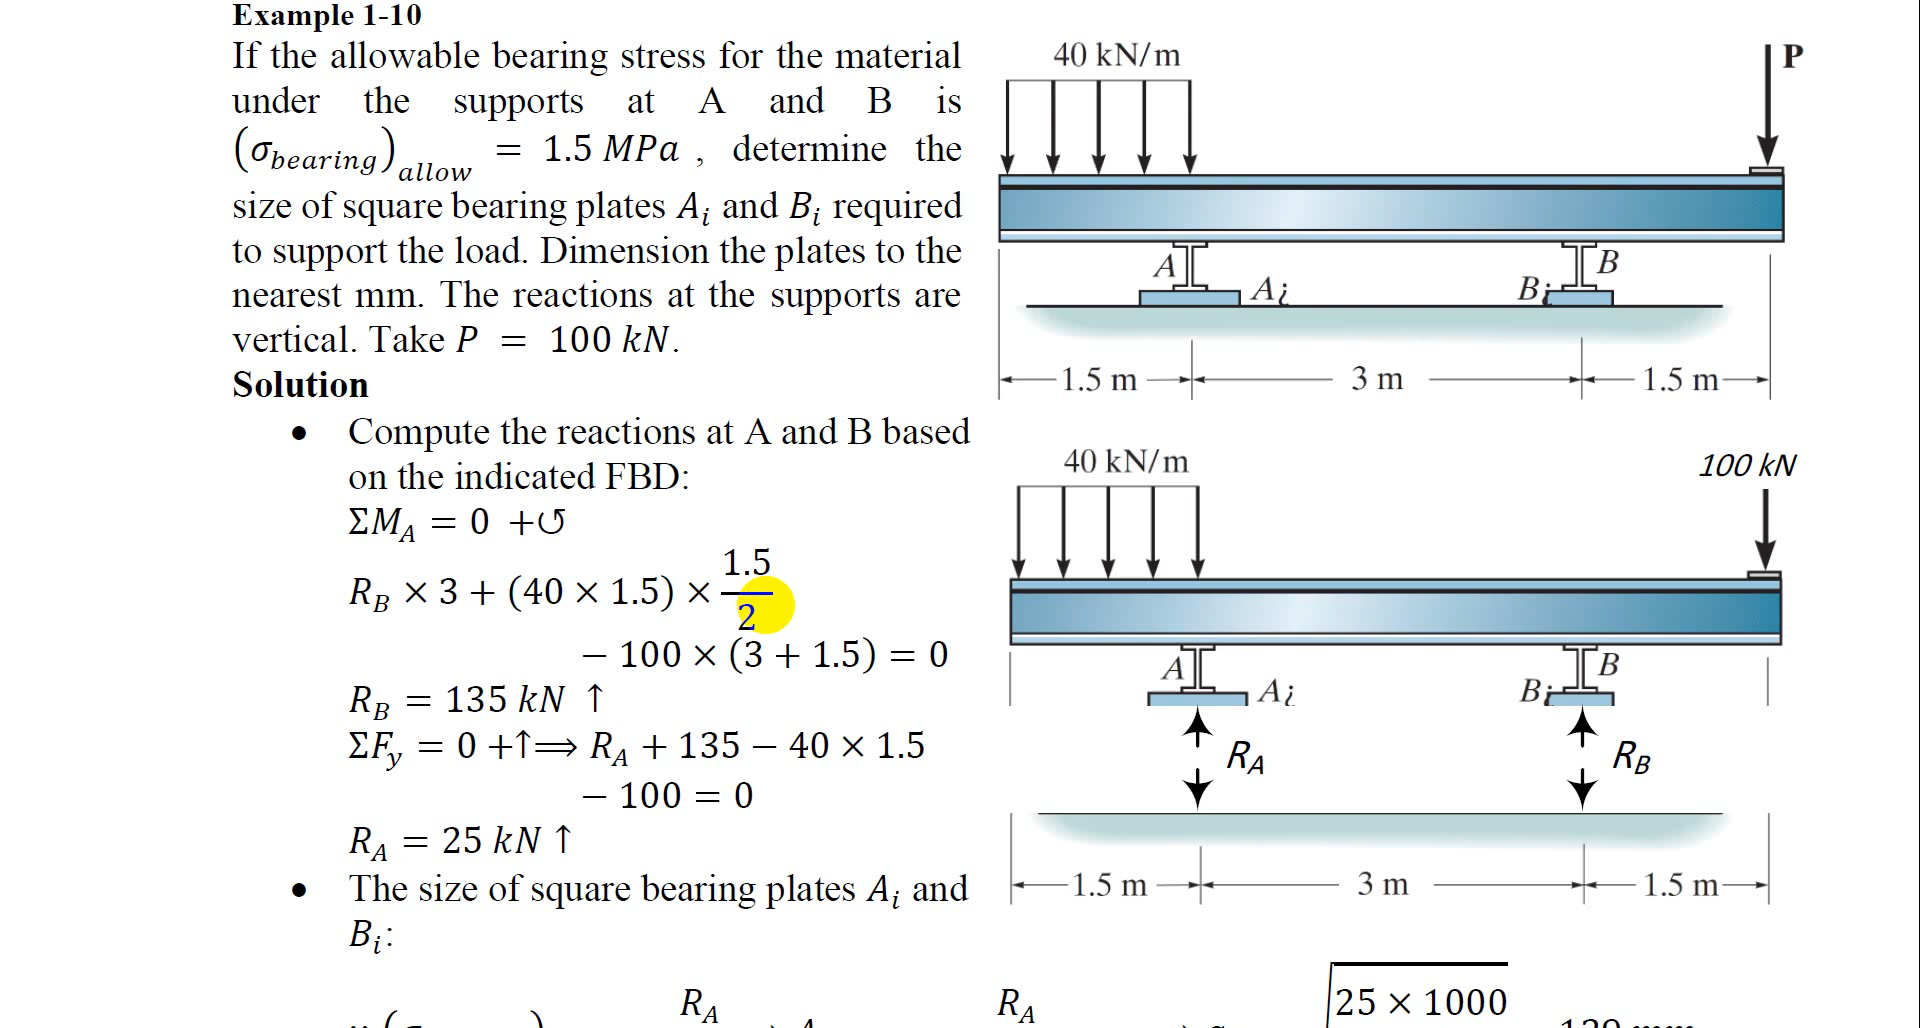 Example 1-10
If the allowable bearing stress for the material
under the supports at A and B is
(σbearing)allow = 1.5 MPa , determine the
size of square bearing plates Ai and Bi required
to support the load. Dimension the plates to the
nearest mm. The reactions at the supports are
vertical. Take P = 100 kN.
Solution
• Compute the reactions at A and B based
on the indicated FBD:
ΣMA = 0 +↺
RB × 3 + (40 × 1.5) × 1.5/2
− 100 × (3 + 1.5) = 0
RB = 135 kN ↑
ΣFy = 0 +↑⟹ RA + 135 − 40 × 1.5
− 100 = 0
RA = 25 kN ↑
• The size of square bearing plates Ai and
Bi:
RA RA √25 × 1000
40 kN/m P
A Ai Bi B
1.5 m 3 m 1.5 m
40 kN/m 100 kN
A Ai Bi B
RA RB
1.5 m 3 m 1.5 m